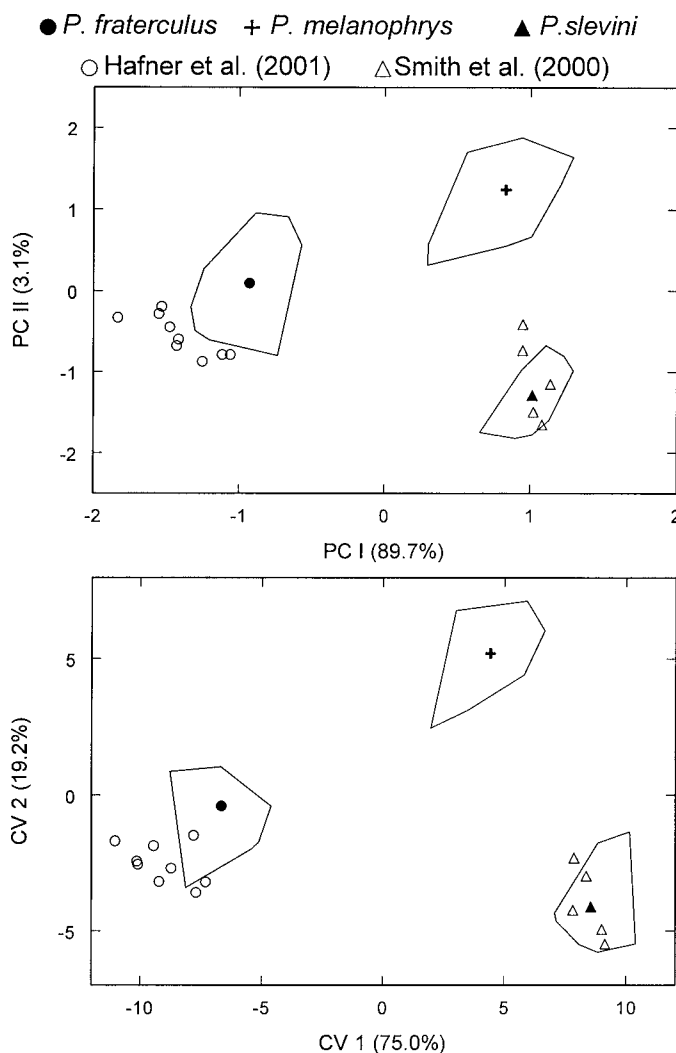 ● P. fraterculus + P. melanophrys ▲ P.slevini
○ Hafner et al. (2001) △ Smith et al. (2000)
2
1
0
-1
-2
PC II (3.1%)
-2 -1 0 1 2
PC I (89.7%)
5
0
-5
CV 2 (19.2%)
-10 -5 0 5 10
CV 1 (75.0%)